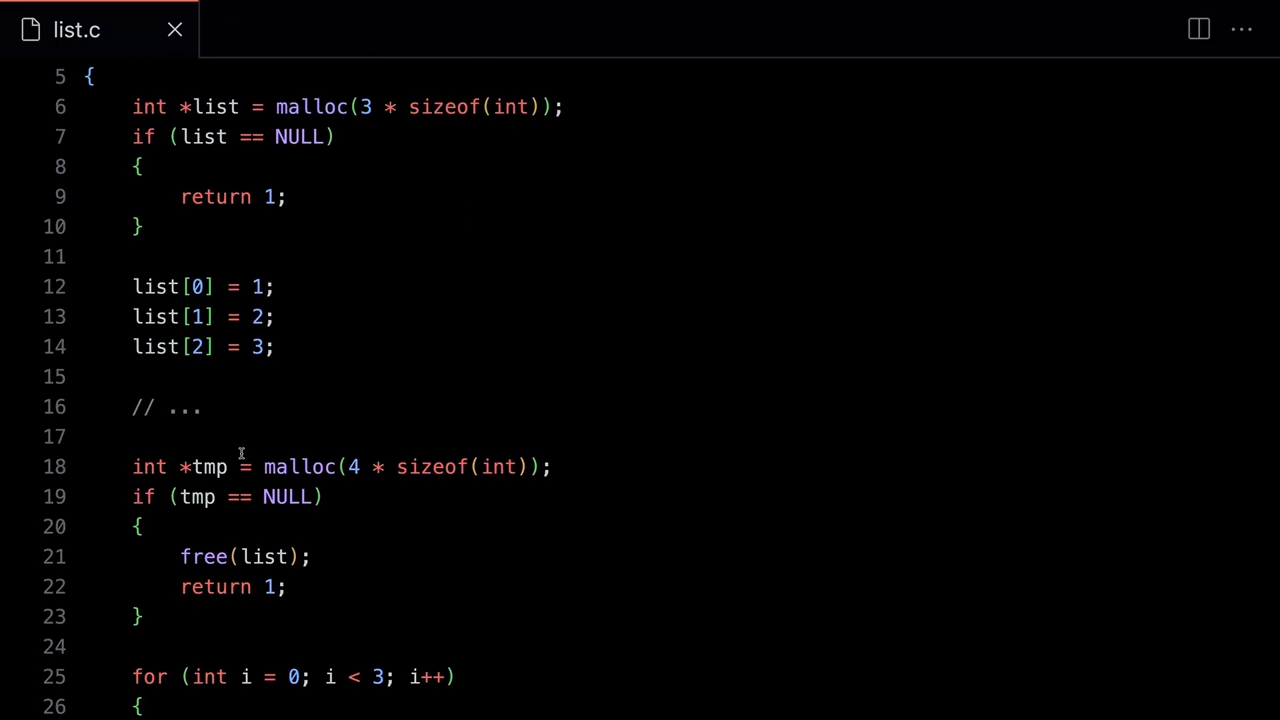 list.c
5 {
6     int *list = malloc(3 * sizeof(int));
7     if (list == NULL)
8     {
9         return 1;
10     }
11
12     list[0] = 1;
13     list[1] = 2;
14     list[2] = 3;
15
16     // ...
17
18     int *tmp = malloc(4 * sizeof(int));
19     if (tmp == NULL)
20     {
21         free(list);
22         return 1;
23     }
24
25     for (int i = 0; i < 3; i++)
26     {